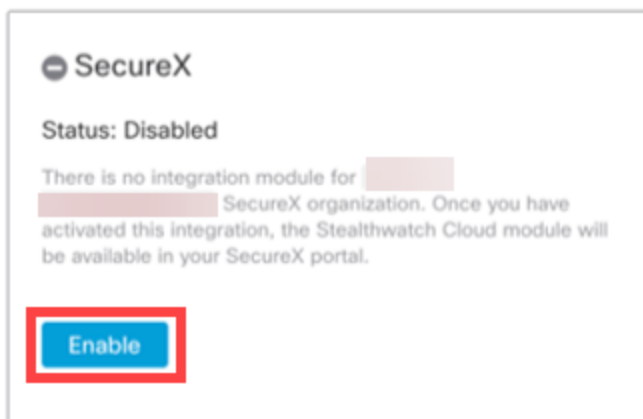 SecureX
Status: Disabled
There is no integration module for
SecureX organization. Once you have
activated this integration, the Stealthwatch Cloud module will
be available in your SecureX portal.
Enable